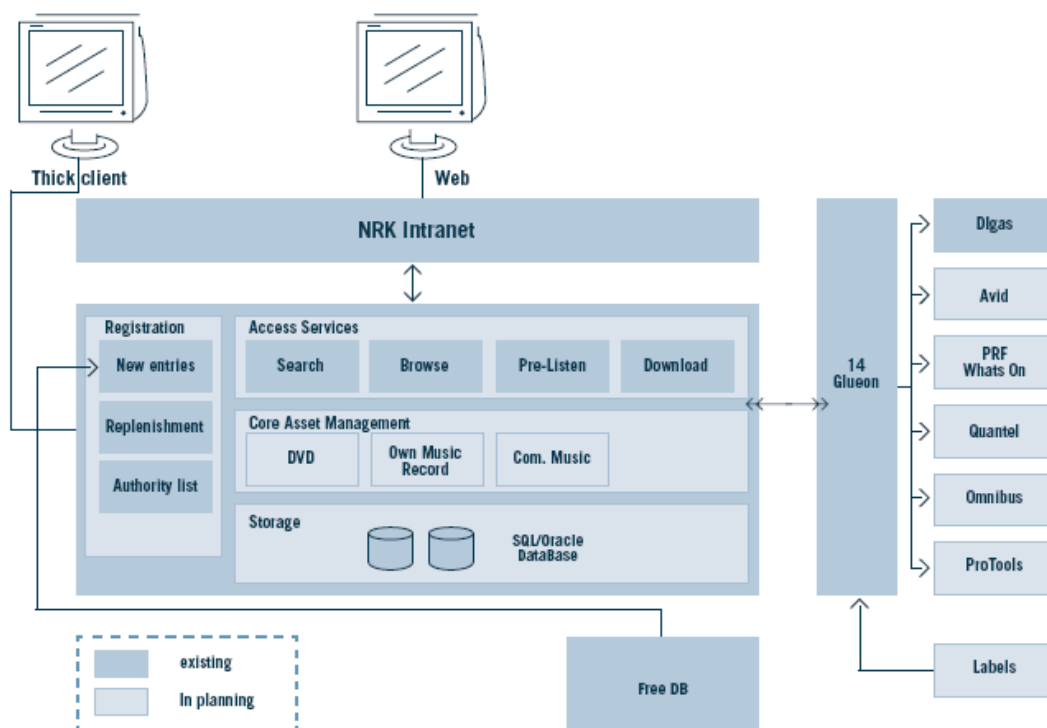 Thick client
Web
NRK Intranet
Registration
New entries
Replenishment
Authority list
Access Services
Search
Browse
Pre-Listen
Download
Core Asset Management
DVD
Own Music
Record
Com. Music
Storage
SQL/Oracle
DataBase
14
Glueon
DIgas
Avid
PRF
Whats On
Quantel
Omnibus
ProTools
Labels
Free DB
existing
In planning